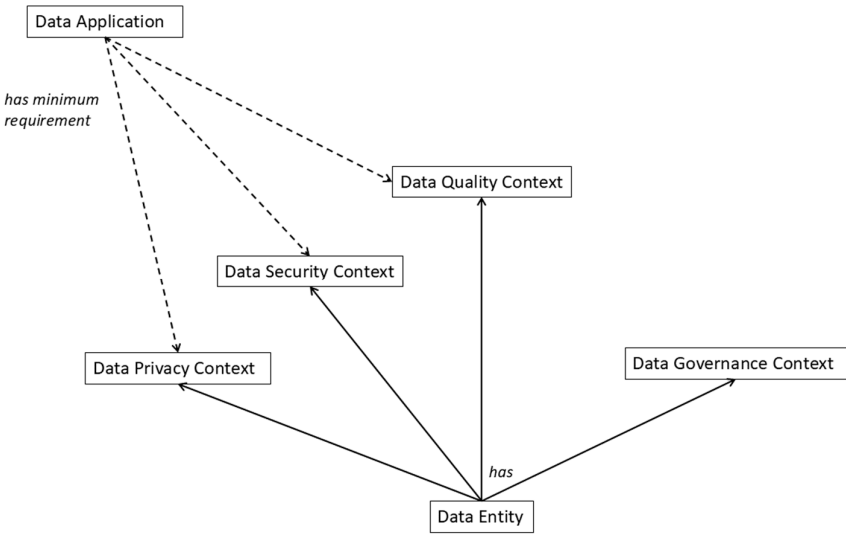 Data Application
has minimum
requirement
Data Quality Context
Data Security Context
Data Privacy Context
Data Governance Context
has
Data Entity